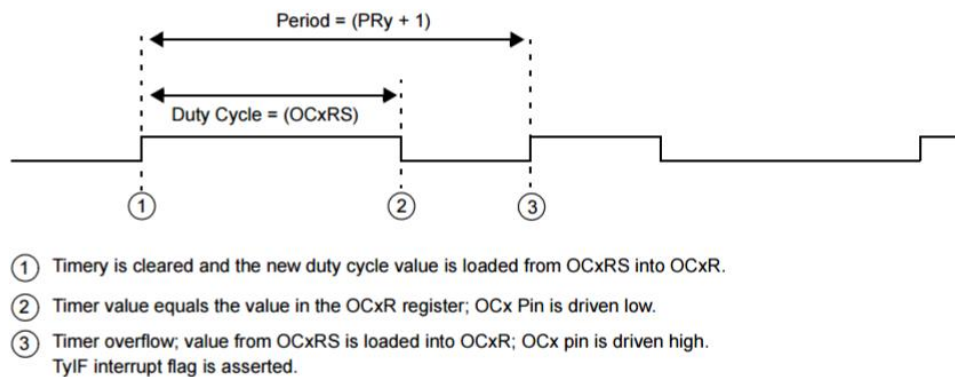 Period = (PRy + 1)
Duty Cycle = (OCxRS)
1
2
3
1 Timery is cleared and the new duty cycle value is loaded from OCxRS into OCxR.
2 Timer value equals the value in the OCxR register; OCx Pin is driven low.
3 Timer overflow; value from OCxRS is loaded into OCxR; OCx pin is driven high.
TyIF interrupt flag is asserted.